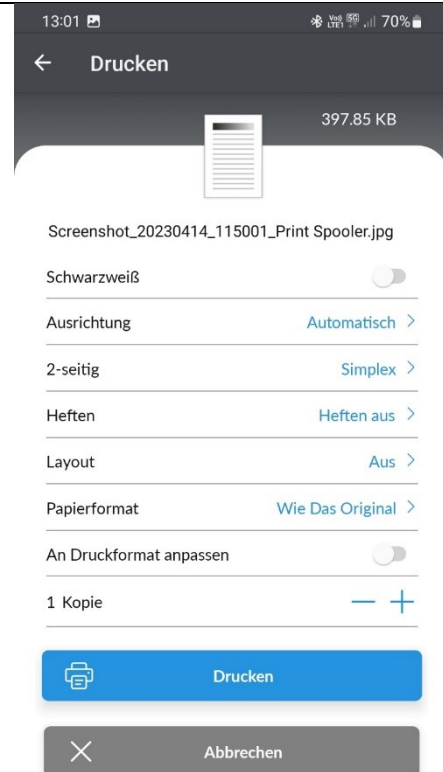 13:01 70%
Drucken
397.85 KB
Screenshot_20230414_115001_Print Spooler.jpg
Schwarzweiß
Ausrichtung Automatisch
2-seitig Simplex
Heften Heften aus
Layout Aus
Papierformat Wie Das Original
An Druckformat anpassen
1 Kopie
Drucken
Abbrechen